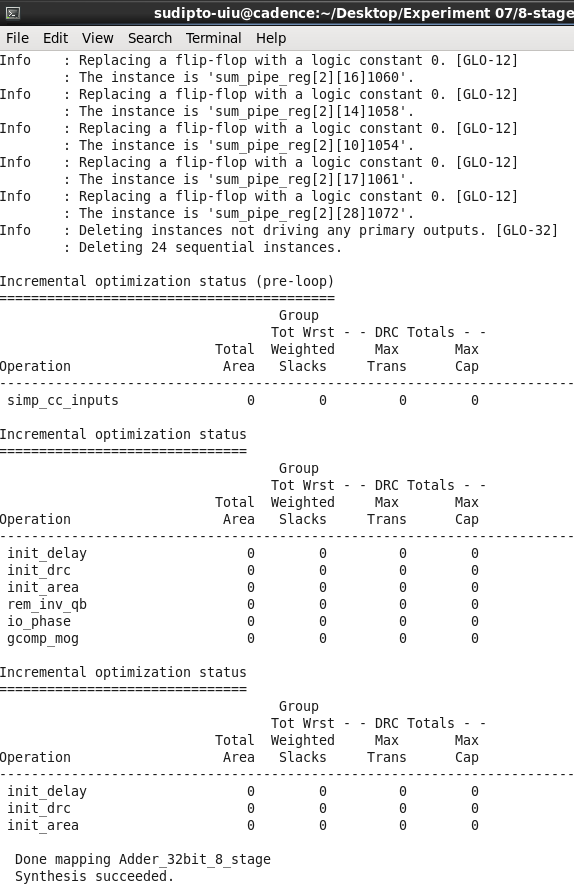 sudipto-uiu@cadence:~/Desktop/Experiment 07/8-stage
File Edit View Search Terminal Help
Info    : Replacing a flip-flop with a logic constant 0. [GLO-12]
        : The instance is 'sum_pipe_reg[2][16]1060'.
Info    : Replacing a flip-flop with a logic constant 0. [GLO-12]
        : The instance is 'sum_pipe_reg[2][14]1058'.
Info    : Replacing a flip-flop with a logic constant 0. [GLO-12]
        : The instance is 'sum_pipe_reg[2][10]1054'.
Info    : Replacing a flip-flop with a logic constant 0. [GLO-12]
        : The instance is 'sum_pipe_reg[2][17]1061'.
Info    : Replacing a flip-flop with a logic constant 0. [GLO-12]
        : The instance is 'sum_pipe_reg[2][28]1072'.
Info    : Deleting instances not driving any primary outputs. [GLO-32]
        : Deleting 24 sequential instances.
Incremental optimization status (pre-loop)
==========================================
                                   Group
                                  Tot Wrst - - DRC Totals - -
                           Total  Weighted     Max       Max
Operation                   Area   Slacks     Trans      Cap
------------------------------------------------------------------------
 simp_cc_inputs                0        0         0        0
Incremental optimization status
===============================
                                   Group
                                  Tot Wrst - - DRC Totals - -
                           Total  Weighted     Max       Max
Operation                   Area   Slacks     Trans      Cap
------------------------------------------------------------------------
 init_delay                    0        0         0        0
 init_drc                      0        0         0        0
 init_area                     0        0         0        0
 rem_inv_qb                    0        0         0        0
 io_phase                      0        0         0        0
 gcomp_mog                     0        0         0        0
Incremental optimization status
===============================
                                   Group
                                  Tot Wrst - - DRC Totals - -
                           Total  Weighted     Max       Max
Operation                   Area   Slacks     Trans      Cap
------------------------------------------------------------------------
 init_delay                    0        0         0        0
 init_drc                      0        0         0        0
 init_area                     0        0         0        0
  Done mapping Adder_32bit_8_stage
  Synthesis succeeded.